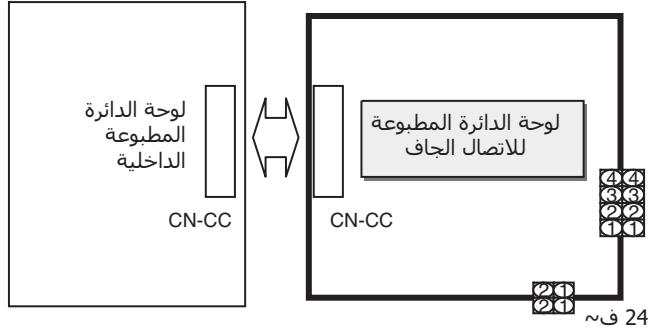 لوحة الدائرة
المطبوعة
الداخلية
CN-CC
لوحة الدائرة المطبوعة
للاتصال الجاف
CN-CC
4 4
3 3
2 2
1 1
2 1
2 1
24 ف~